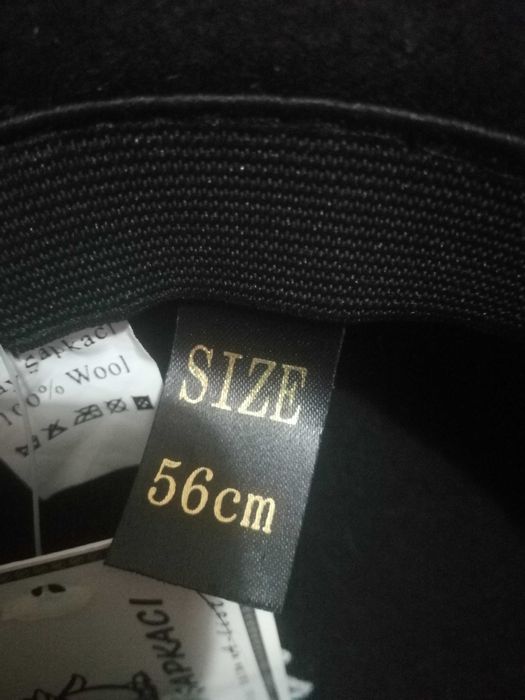 SIZE
56cm
Şapkacı
100% Wool
ŞAPKACI